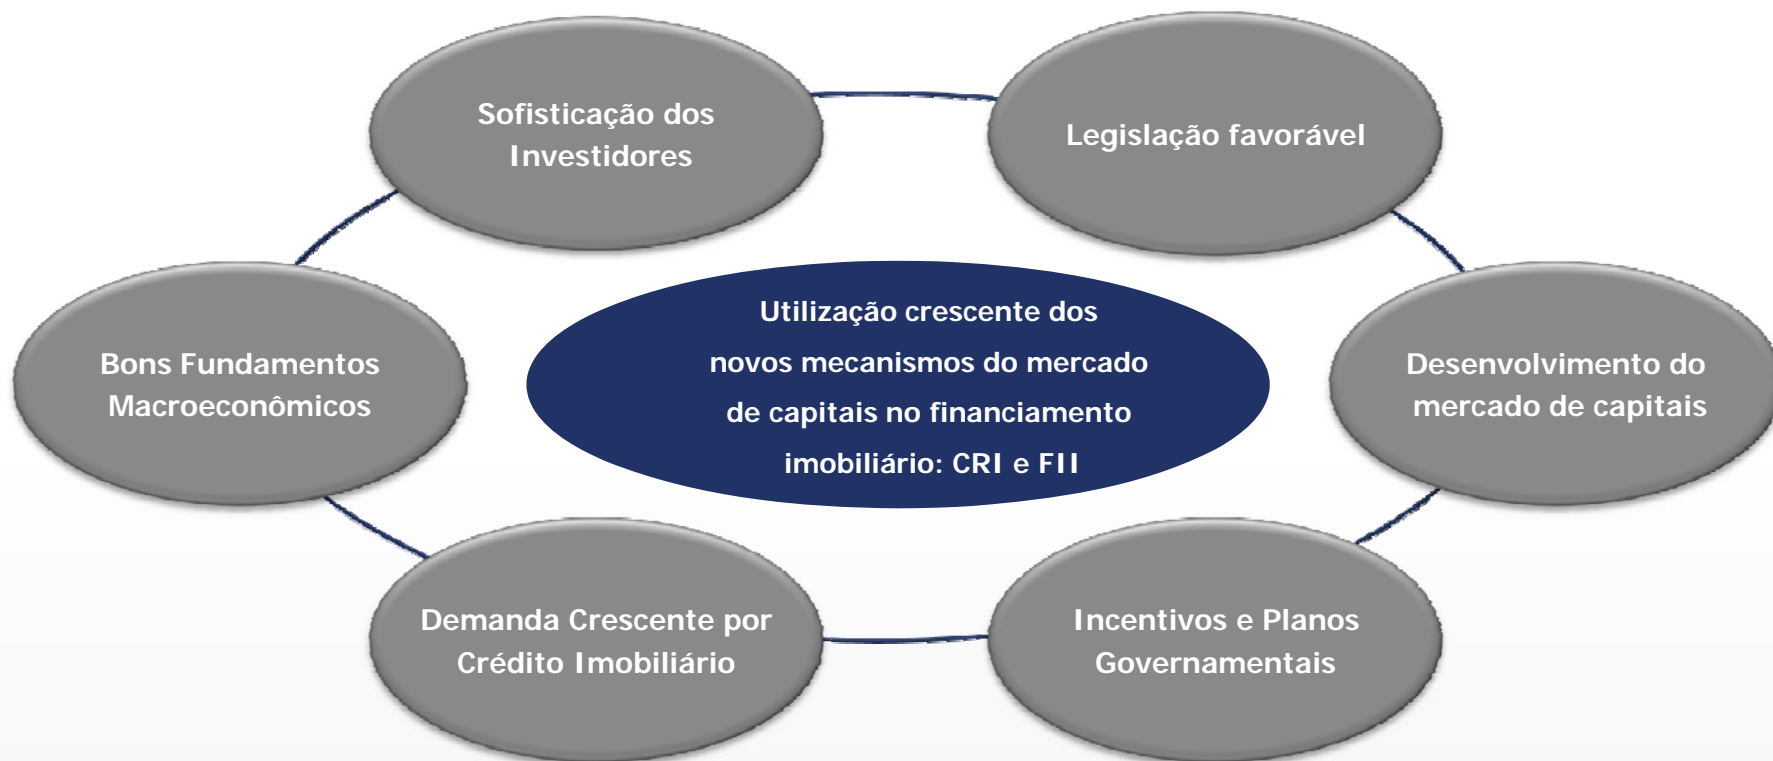 Sofisticação dos
Investidores
Legislação favorável
Bons Fundamentos
Macroeconômicos
Utilização crescente dos
novos mecanismos do mercado
de capitais no financiamento
imobiliário: CRI e FII
Desenvolvimento do
mercado de capitais
Demanda Crescente por
Crédito Imobiliário
Incentivos e Planos
Governamentais